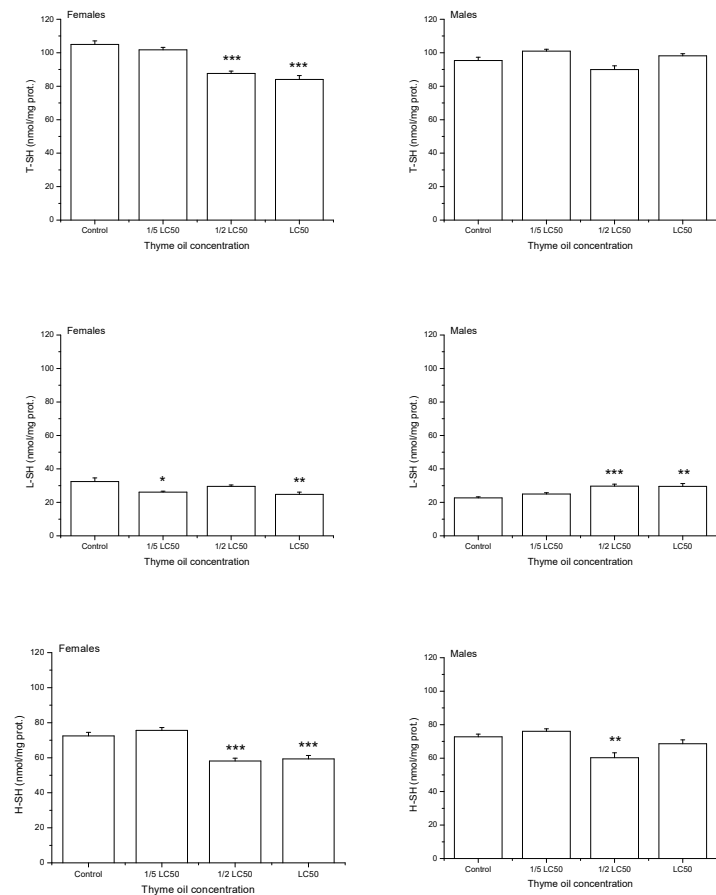 Females
120
100
80
60
40
20
0
T-SH (nmol/mg prot.)
***
***
Control 1/5 LC50 1/2 LC50 LC50
Thyme oil concentration
Males
120
100
80
60
40
20
0
T-SH (nmol/mg prot.)
Control 1/5 LC50 1/2 LC50 LC50
Thyme oil concentration
Females
120
100
80
60
40
20
0
L-SH (nmol/mg prot.)
*
**
Control 1/5 LC50 1/2 LC50 LC50
Thyme oil concentration
Males
120
100
80
60
40
20
0
L-SH (nmol/mg prot.)
***
**
Control 1/5 LC50 1/2 LC50 LC50
Thyme oil concentration
Females
120
100
80
60
40
20
0
H-SH (nmol/mg prot.)
***
***
Control 1/5 LC50 1/2 LC50 LC50
Thyme oil concentration
Males
120
100
80
60
40
20
0
H-SH (nmol/mg prot.)
**
Control 1/5 LC50 1/2 LC50 LC50
Thyme oil concentration